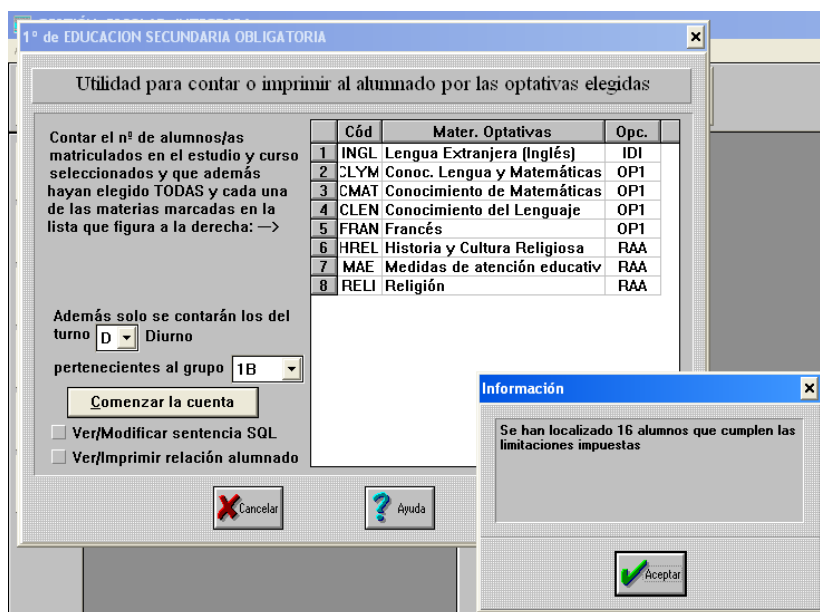 1º de EDUCACION SECUNDARIA OBLIGATORIA
Utilidad para contar o imprimir al alumnado por las optativas elegidas
Contar el nº de alumnos/as
matriculados en el estudio y curso
seleccionados y que además
hayan elegido TODAS y cada una
de las materias marcadas en la
lista que figura a la derecha: —>
Cód Mater. Optativas Opc.
1 INGL Lengua Extranjera (Inglés) IDI
2 CLYM Conoc. Lengua y Matemáticas OP1
3 CMAT Conocimiento de Matemáticas OP1
4 CLEN Conocimiento del Lenguaje OP1
5 FRAN Francés OP1
6 HREL Historia y Cultura Religiosa RAA
7 MAE Medidas de atención educativ RAA
8 RELI Religión RAA
Además solo se contarán los del
turno D Diurno
pertenecientes al grupo 1B
Comenzar la cuenta
Ver/Modificar sentencia SQL
Ver/Imprimir relación alumnado
Cancelar
Ayuda
Información
Se han localizado 16 alumnos que cumplen las
limitaciones impuestas
Aceptar